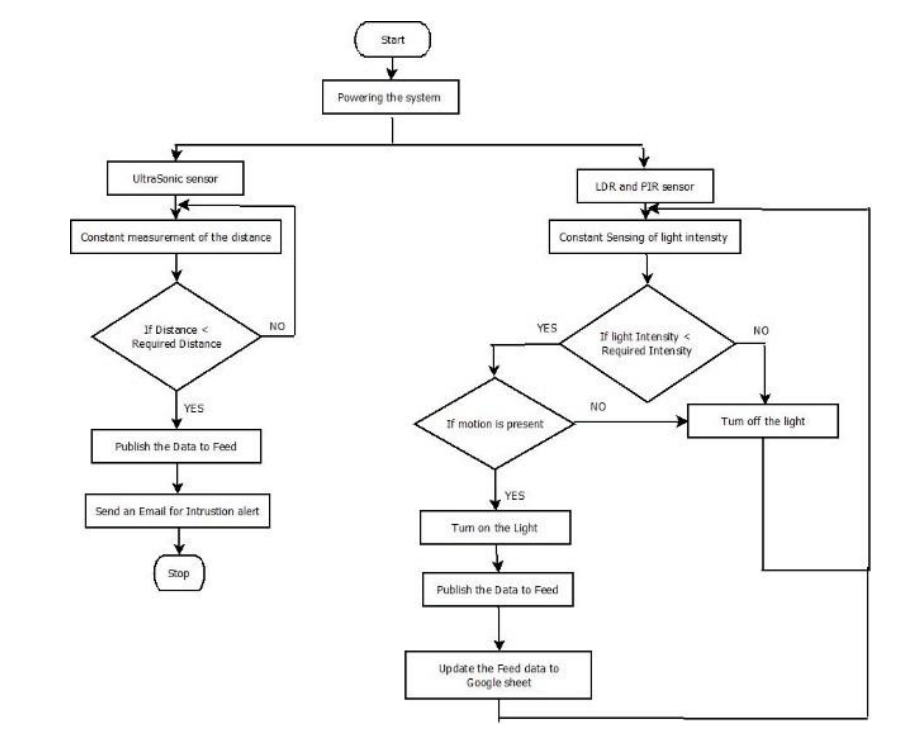 Start
Powering the system
UltraSonic sensor
Constant measurement of the distance
If Distance <
Required Distance
NO
YES
Publish the Data to Feed
Send an Email for Intrustion alert
Stop
LDR and PIR sensor
Constant Sensing of light intensity
If light Intensity <
Required Intensity
YES
NO
If motion is present
NO
Turn off the light
YES
Turn on the Light
Publish the Data to Feed
Update the Feed data to
Google sheet